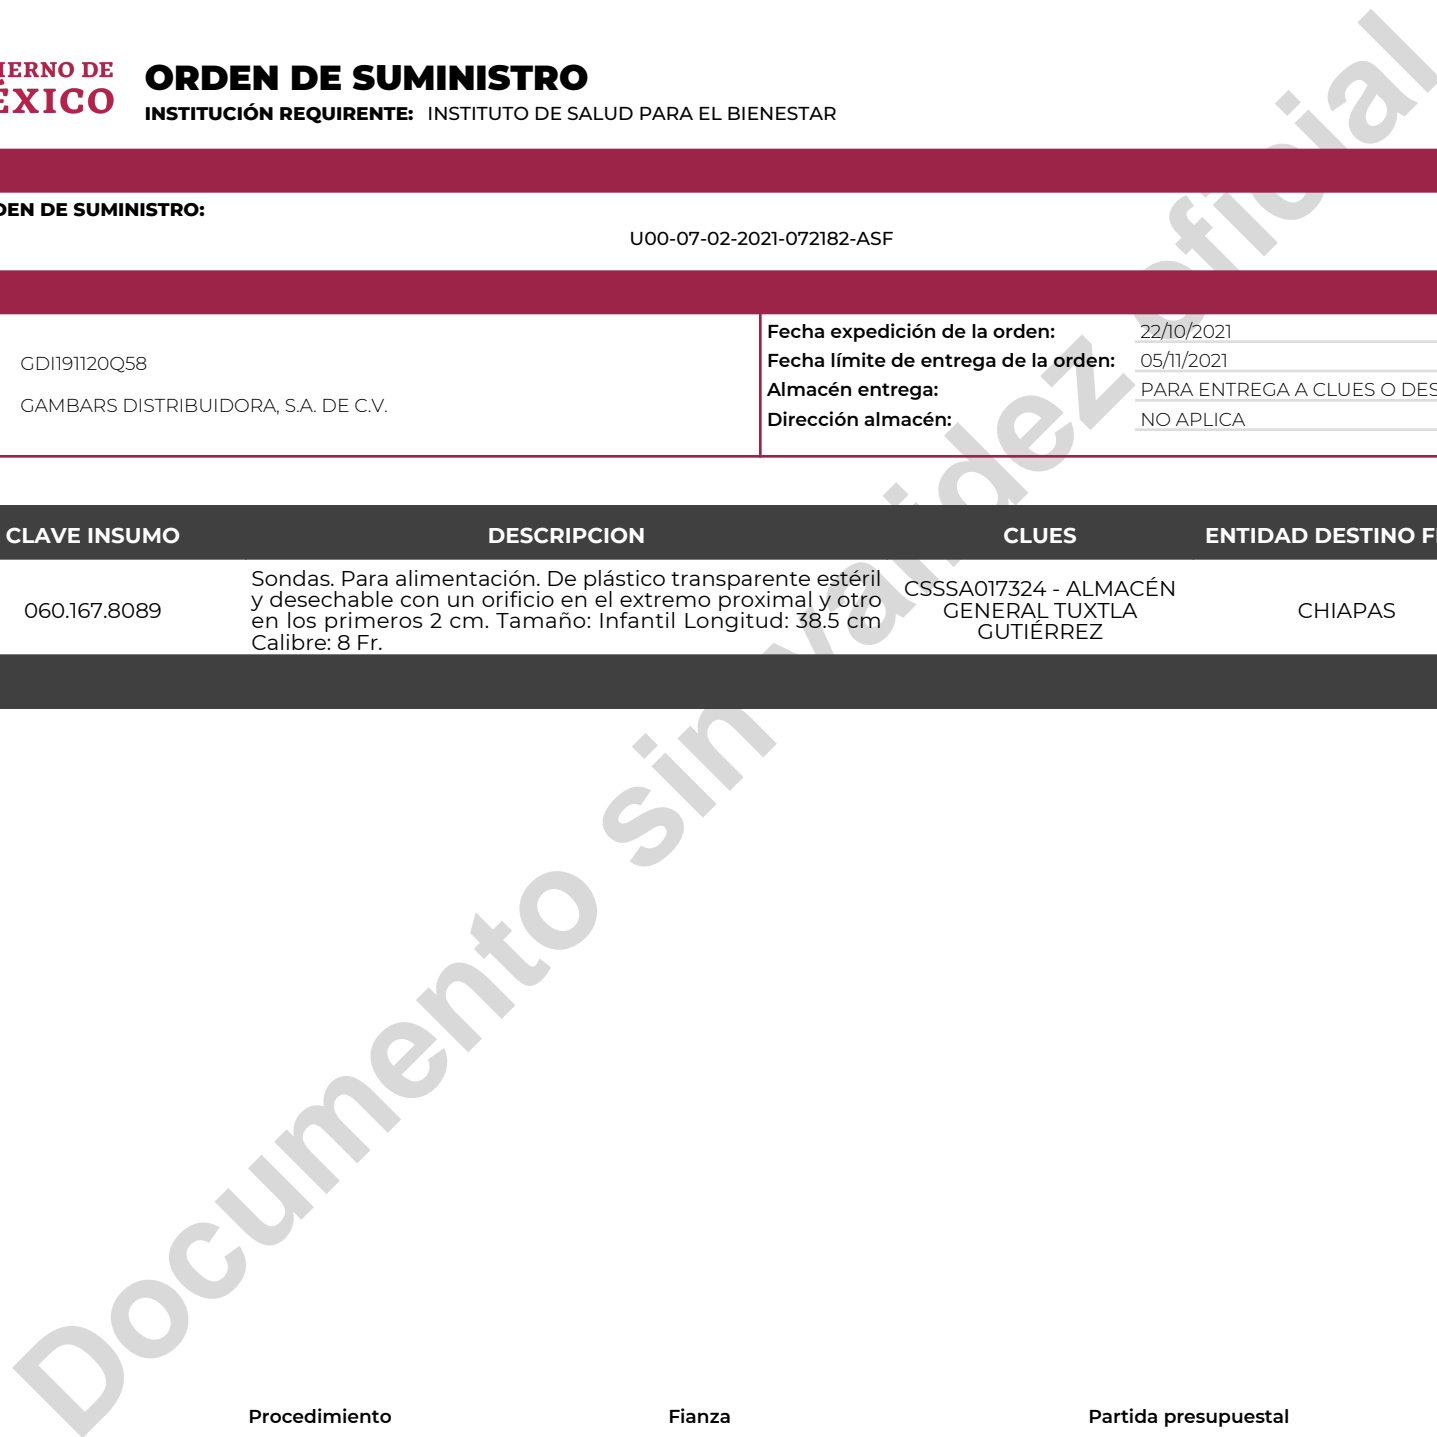 IERNO DE
ÉXICO
ORDEN DE SUMINISTRO
INSTITUCIÓN REQUIRENTE: INSTITUTO DE SALUD PARA EL BIENESTAR
DEN DE SUMINISTRO:
U00-07-02-2021-072182-ASF
GDI191120Q58
GAMBARS DISTRIBUIDORA, S.A. DE C.V.
Fecha expedición de la orden: 22/10/2021
Fecha límite de entrega de la orden: 05/11/2021
Almacén entrega: PARA ENTREGA A CLUES O DES
Dirección almacén: NO APLICA
CLAVE INSUMO DESCRIPCION CLUES ENTIDAD DESTINO F
060.167.8089
Sondas. Para alimentación. De plástico transparente estéril
y desechable con un orificio en el extremo proximal y otro
en los primeros 2 cm. Tamaño: Infantil Longitud: 38.5 cm
Calibre: 8 Fr.
CSSSA017324 - ALMACÉN
GENERAL TUXTLA
GUTIÉRREZ
CHIAPAS
Documento sin validez oficial
Procedimiento Fianza Partida presupuestal